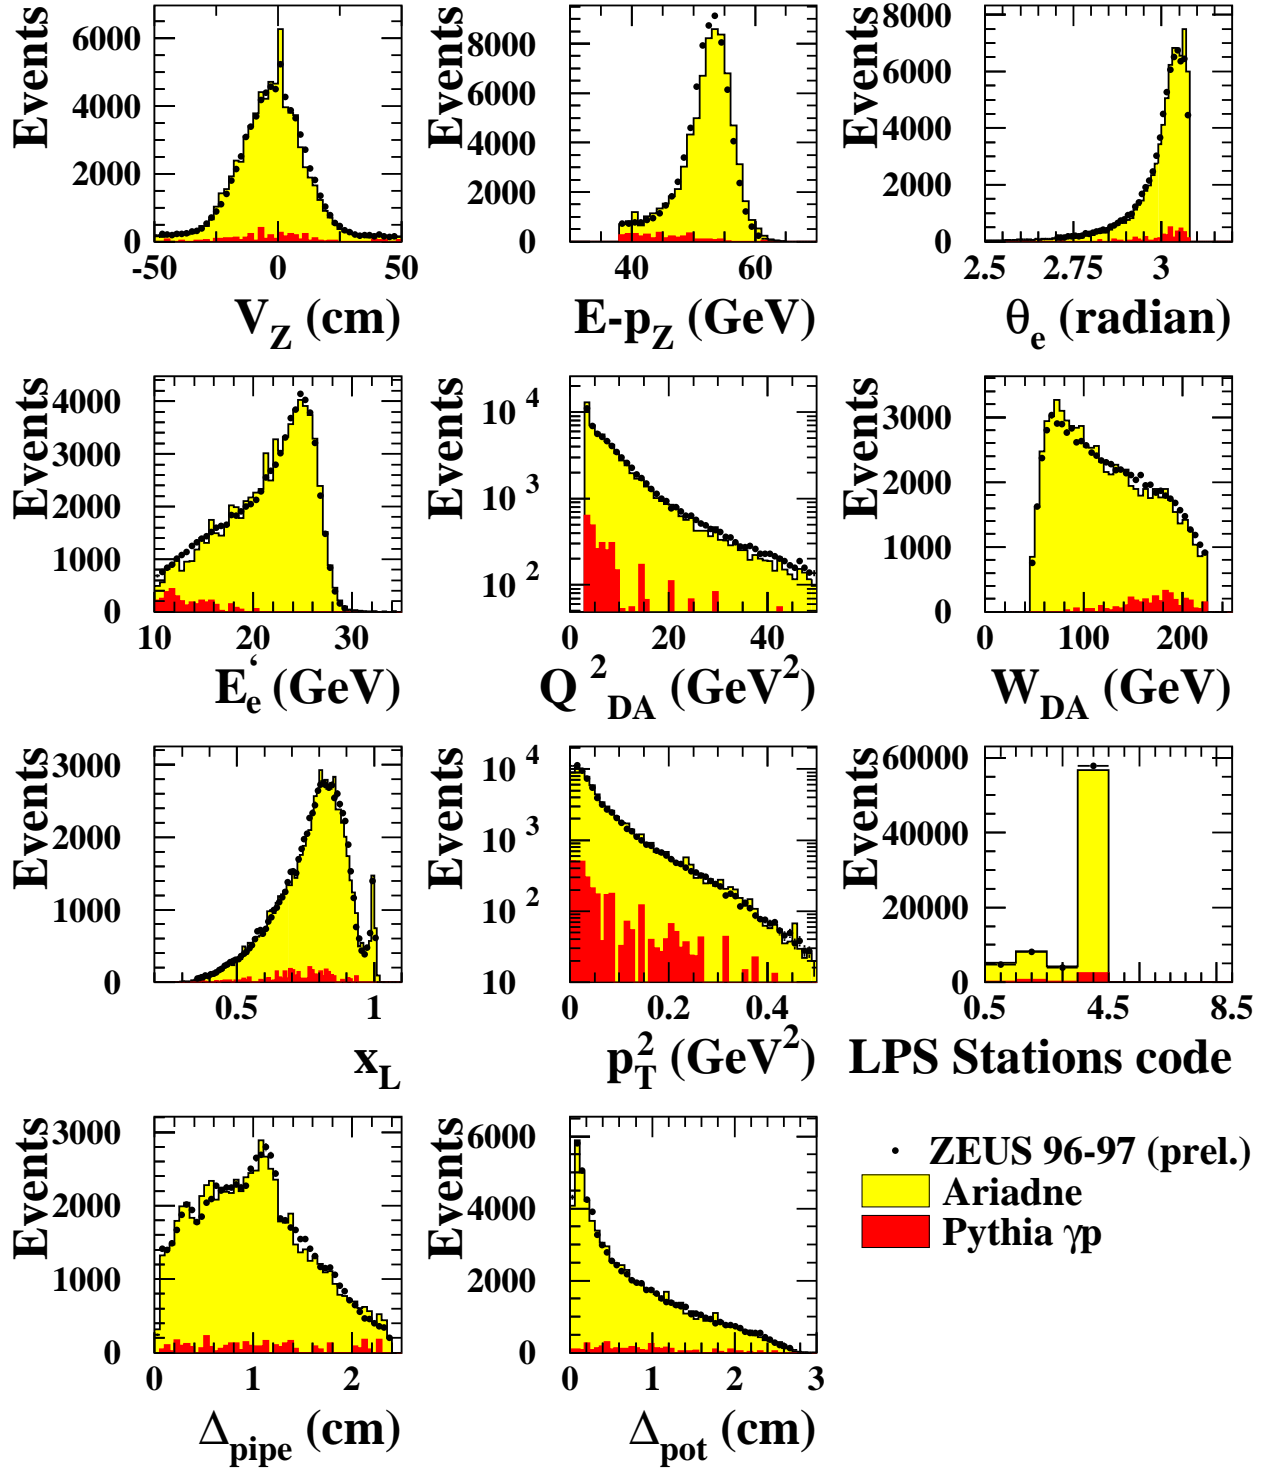 Events
6000
4000
2000
0
-50 0 50
V_Z (cm)
Events
8000
6000
4000
2000
0
40 60
E-p_Z (GeV)
Events
8000
6000
4000
2000
0
2.5 2.75 3
θ_e (radian)
Events
4000
3000
2000
1000
0
10 20 30
E_e‘ (GeV)
Events
10^4
10^3
10^2
0 20 40
Q^2_DA (GeV^2)
Events
3000
2000
1000
0
0 100 200
W_DA (GeV)
Events
3000
2000
1000
0
0.5 1
x_L
Events
10^4
10^3
10^2
10
0 0.2 0.4
p_T^2 (GeV^2)
Events
60000
40000
20000
0
0.5 4.5 8.5
LPS Stations code
Events
3000
2000
1000
0
0 1 2
Δ_pipe (cm)
Events
6000
4000
2000
0
0 1 2 3
Δ_pot (cm)
ZEUS 96-97 (prel.)
Ariadne
Pythia γp